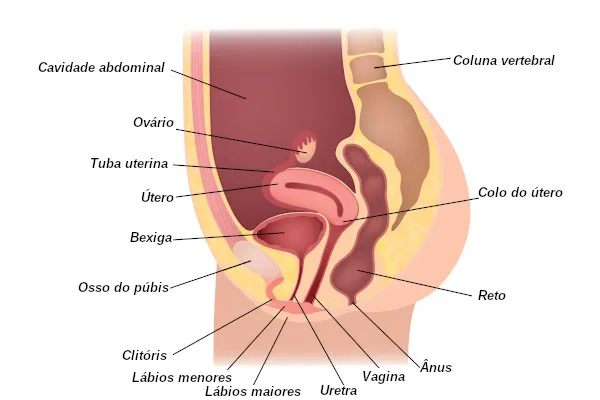 Cavidade abdominal
Coluna vertebral
Ovário
Tuba uterina
Útero
Colo do útero
Bexiga
Osso do púbis
Reto
Clitóris
Ânus
Lábios menores
Vagina
Lábios maiores
Uretra